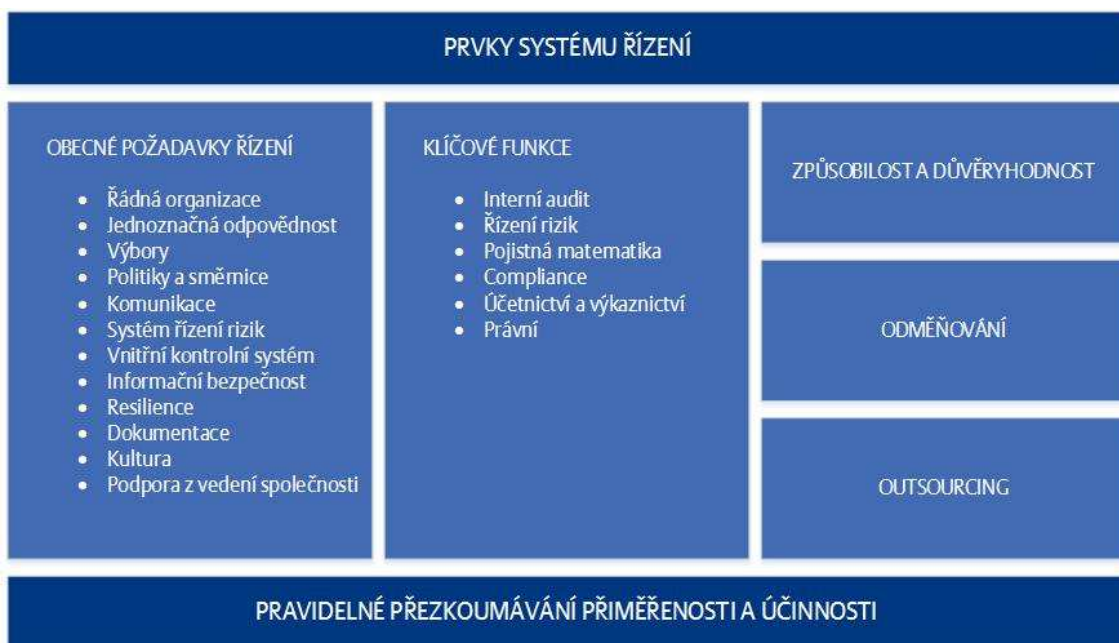 PRVKY SYSTÉMU ŘÍZENÍ
OBECNÉ POŽADAVKY ŘÍZENÍ
• Řádná organizace
• Jednoznačná odpovědnost
• Výbory
• Politiky a směrnice
• Komunikace
• Systém řízení rizik
• Vnitřní kontrolní systém
• Informační bezpečnost
• Resilience
• Dokumentace
• Kultura
• Podpora z vedení společnosti
KLÍČOVÉ FUNKCE
• Interní audit
• Řízení rizik
• Pojistná matematika
• Compliance
• Účetnictví a výkaznictví
• Právní
ZPŮSOBILOST A DŮVĚRYHODNOST
ODMĚŇOVÁNÍ
OUTSOURCING
PRAVIDELNÉ PŘEZKOUMÁVÁNÍ PŘIMĚŘENOSTI A ÚČINNOSTI